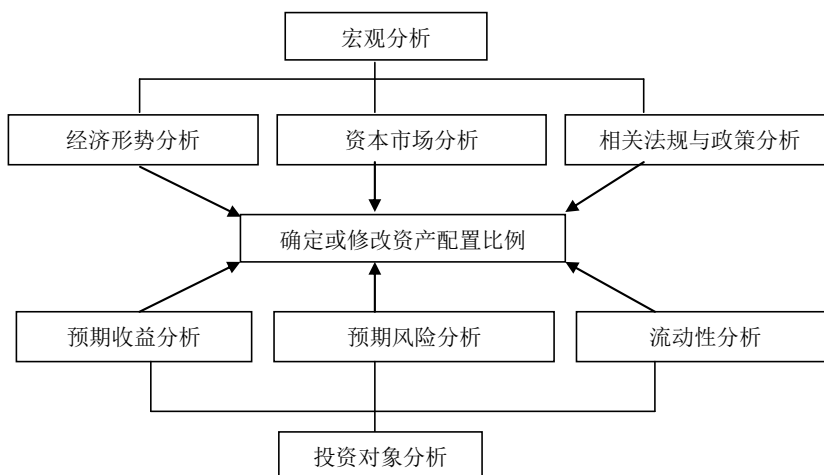 宏观分析
经济形势分析
资本市场分析
相关法规与政策分析
确定或修改资产配置比例
预期收益分析
预期风险分析
流动性分析
投资对象分析